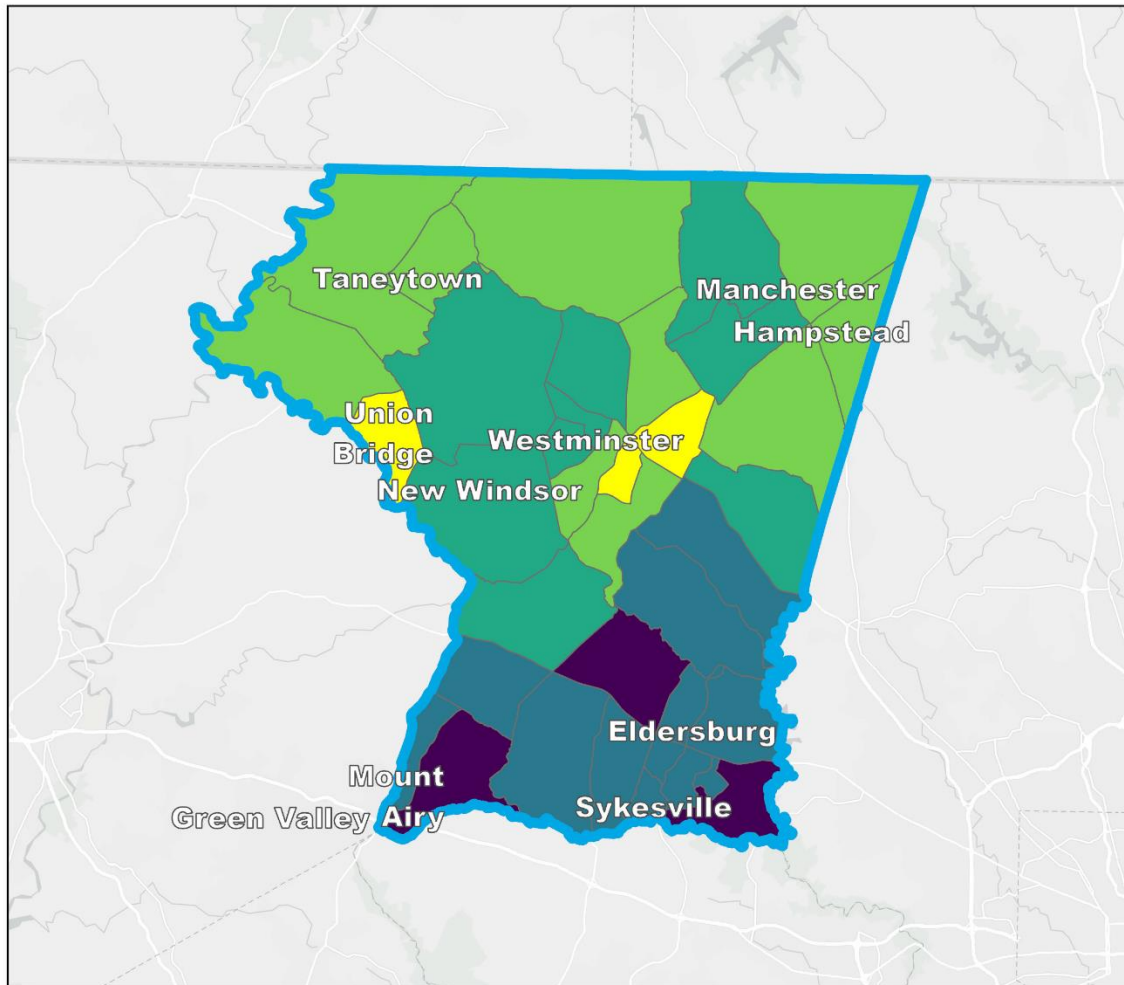 Taneytown
Manchester
Hampstead
Union
Bridge
Westminster
New Windsor
Eldersburg
Mount
Green Valley Airy
Sykesville